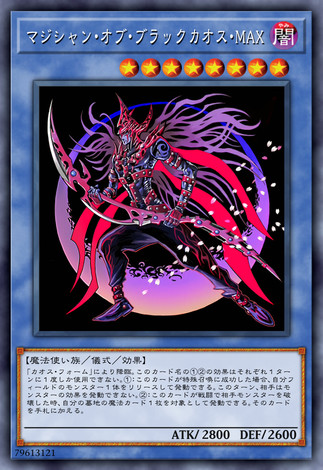 マジシャン・オブ・ブラックカオス・MAX
やみ
闇
【魔法使い族／儀式／効果】
「カオス・フォーム」により降臨。このカード名の①②の効果はそれぞれ１タ
ーンに１度しか使用できない。①：このカードが特殊召喚に成功した場合、自分フ
ィールドのモンスター１体をリリースして発動できる。このターン、相手はモ
ンスターの効果を発動できない。②：このカードが戦闘で相手モンスターを破
壊した時、自分の墓地の魔法カード１枚を対象として発動できる。そのカード
を手札に加える。
ATK/ 2800 DEF/2600
79613121